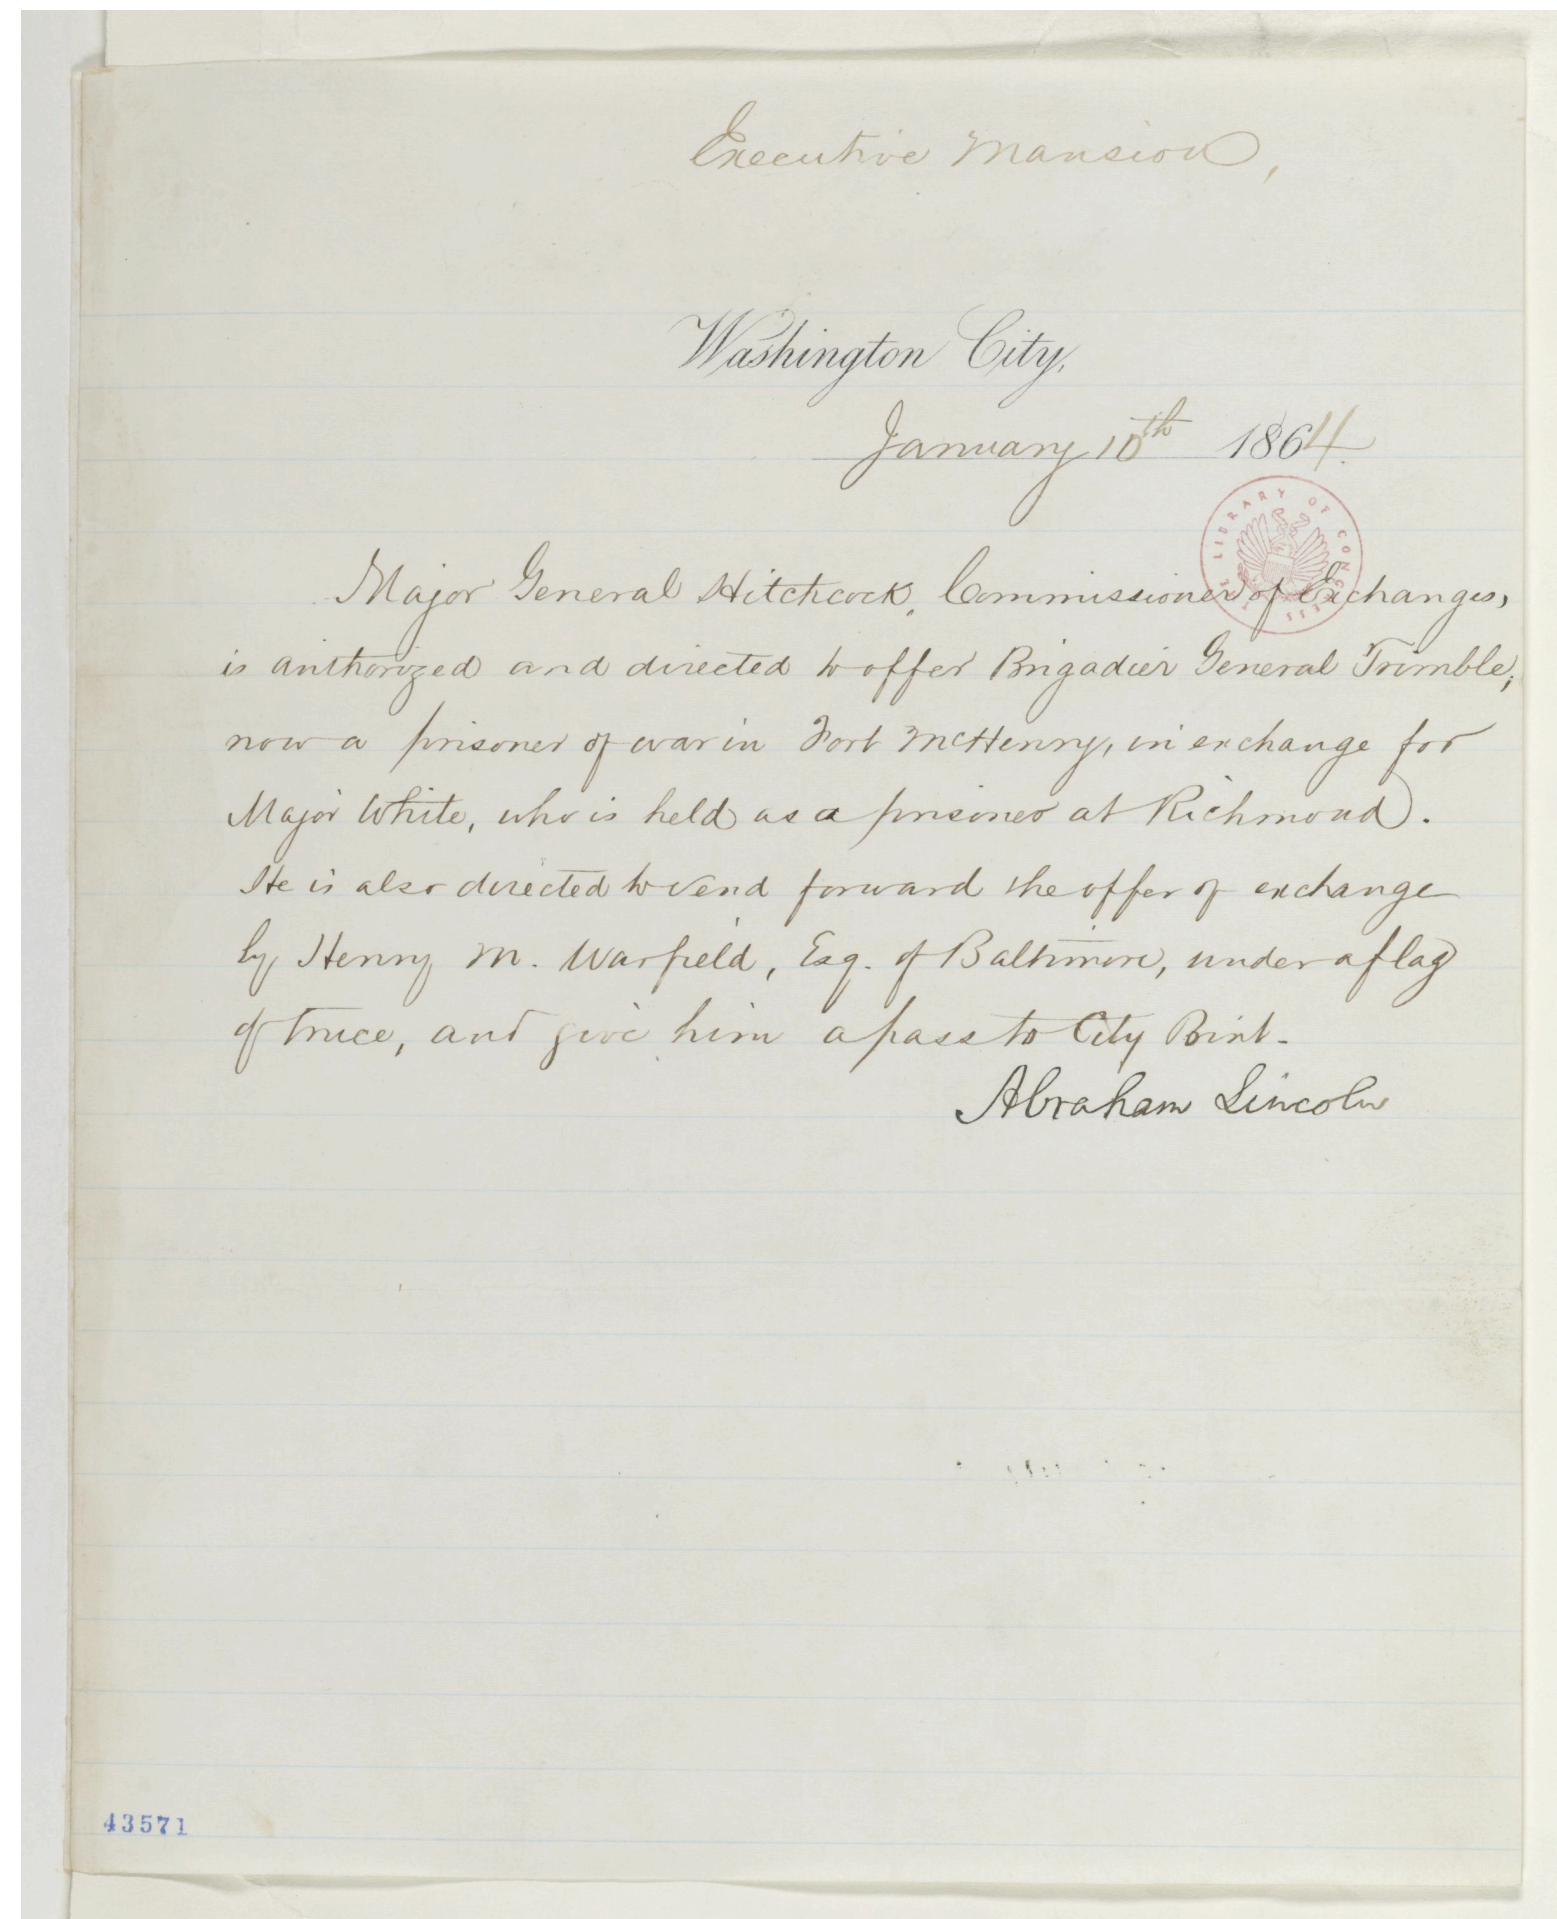 Executive Mansion,
Washington City,
January 10th 1864.
LIBRARY OF CONGRESS
Major General Hitchcock, Commissioner of Exchanges,
is authorized and directed to offer Brigadier General Trimble,
now a prisoner of war in Fort McHenry, in exchange for
Major White, who is held as a prisoner at Richmond.
He is also directed to send forward the offer of exchange
by Henry M. Warfield, Esq. of Baltimore, under a flag
of truce, and give him a pass to City Point.
Abraham Lincoln
43571